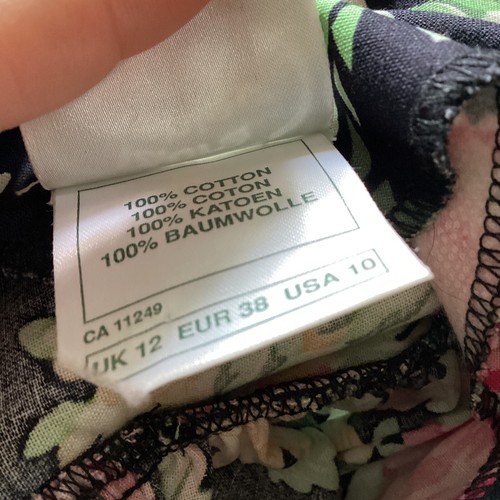 100% COTTON
100% COTON
100% KATOEN
100% BAUMWOLLE
CA 11249
UK 12 EUR 38 USA 10